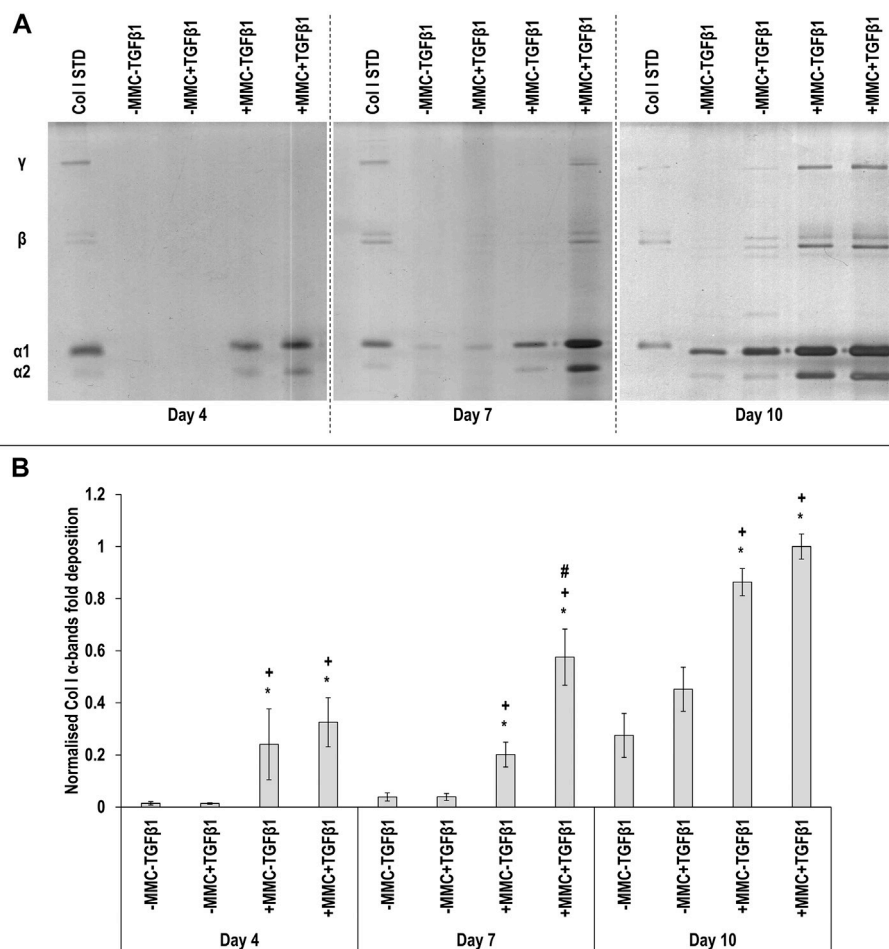 A
Col I STD
-MMC-TGFβ1
-MMC+TGFβ1
+MMC-TGFβ1
+MMC+TGFβ1
Col I STD
-MMC-TGFβ1
-MMC+TGFβ1
+MMC-TGFβ1
+MMC+TGFβ1
Col I STD
-MMC-TGFβ1
-MMC+TGFβ1
+MMC-TGFβ1
+MMC+TGFβ1
γ
β
α1
α2
Day 4
Day 7
Day 10
B
Normalised Col I α-bands fold deposition
1.2
1
0.8
0.6
0.4
0.2
0
+
*
+
*
+
*
#
+
*
+
*
+
*
-MMC-TGFβ1
-MMC+TGFβ1
+MMC-TGFβ1
+MMC+TGFβ1
-MMC-TGFβ1
-MMC+TGFβ1
+MMC-TGFβ1
+MMC+TGFβ1
-MMC-TGFβ1
-MMC+TGFβ1
+MMC-TGFβ1
+MMC+TGFβ1
Day 4
Day 7
Day 10